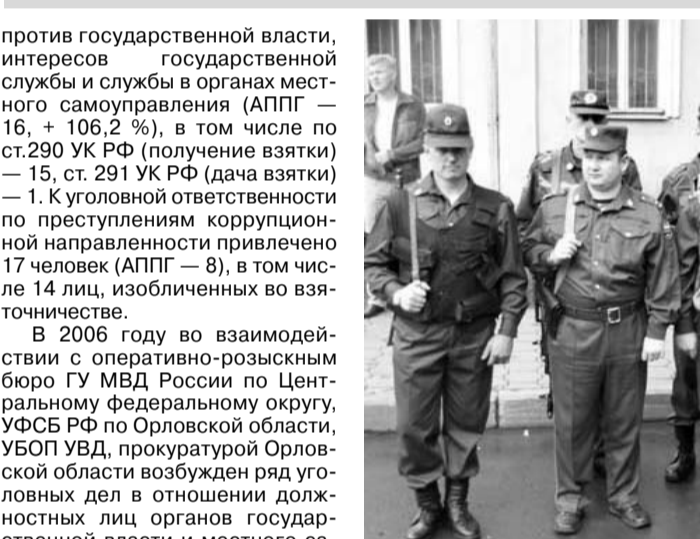 против государственной власти,
интересов государственной
службы и службы в органах мест-
ного самоуправления (АППГ —
16, + 106,2 %), в том числе по
ст.290 УК РФ (получение взятки)
— 15, ст. 291 УК РФ (дача взятки)
— 1. К уголовной ответственности
по преступлениям коррупцион-
ной направленности привлечено
17 человек (АППГ — 8), в том чис-
ле 14 лиц, изобличенных во взя-
точничестве.
В 2006 году во взаимодей-
ствии с оперативно-розыскным
бюро ГУ МВД России по Цент-
ральному федеральному округу,
УФСБ РФ по Орловской области,
УБОП УВД, прокуратурой Орлов-
ской области возбужден ряд уго-
ловных дел в отношении долж-
ностных лиц органов государ-
ственной власти и местного са-